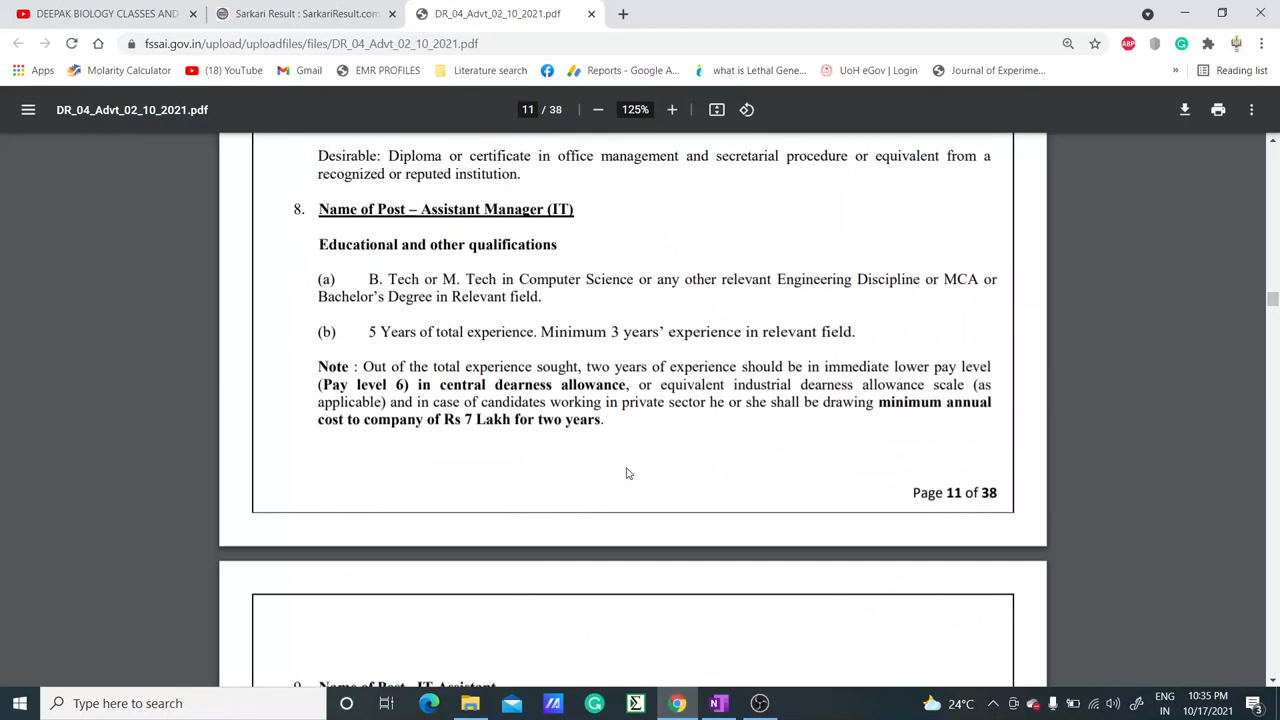 DEEPAK BIOLOGY CLASSES AND
Sarkari Result : SarkariResult.com
DR_04_Advt_02_10_2021.pdf
fssai.gov.in/upload/uploadfiles/files/DR_04_Advt_02_10_2021.pdf
Apps Molarity Calculator (18) YouTube Gmail EMR PROFILES Literature search Reports - Google A... what is Lethal Gene... UoH eGov | Login Journal of Experime... » Reading list
DR_04_Advt_02_10_2021.pdf 11 / 38 125%
Desirable: Diploma or certificate in office management and secretarial procedure or equivalent from a
recognized or reputed institution.
8. Name of Post – Assistant Manager (IT)
Educational and other qualifications
(a) B. Tech or M. Tech in Computer Science or any other relevant Engineering Discipline or MCA or
Bachelor's Degree in Relevant field.
(b) 5 Years of total experience. Minimum 3 years' experience in relevant field.
Note : Out of the total experience sought, two years of experience should be in immediate lower pay level
(Pay level 6) in central dearness allowance, or equivalent industrial dearness allowance scale (as
applicable) and in case of candidates working in private sector he or she shall be drawing minimum annual
cost to company of Rs 7 Lakh for two years.
Page 11 of 38
9. Name of Post – IT Assistant
Type here to search
24°C
ENG
IN
10:35 PM
10/17/2021
3